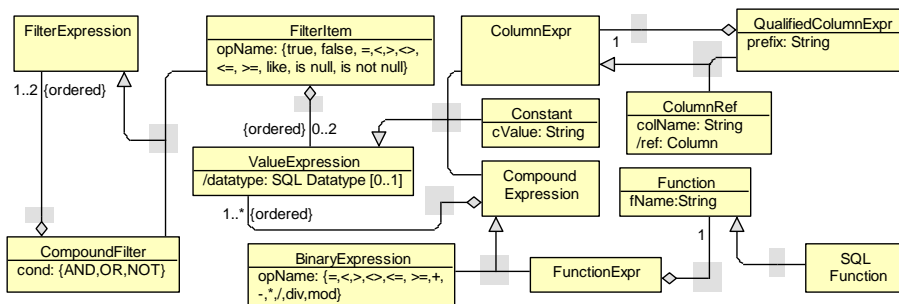 FilterExpression
1..2 {ordered}
FilterItem
opName: {true, false, =,<,>,<>,
<=, >=, like, is null, is not null}
{ordered} 0..2
ColumnExpr
1
QualifiedColumnExpr
prefix: String
ColumnRef
colName: String
/ref: Column
Constant
cValue: String
ValueExpression
/datatype: SQL Datatype [0..1]
1..* {ordered}
Compound
Expression
Function
fName:String
1
CompoundFilter
cond: {AND,OR,NOT}
BinaryExpression
opName: {=,<,>,<>,<=, >=,+,
-,*,/,div,mod}
FunctionExpr
SQL
Function